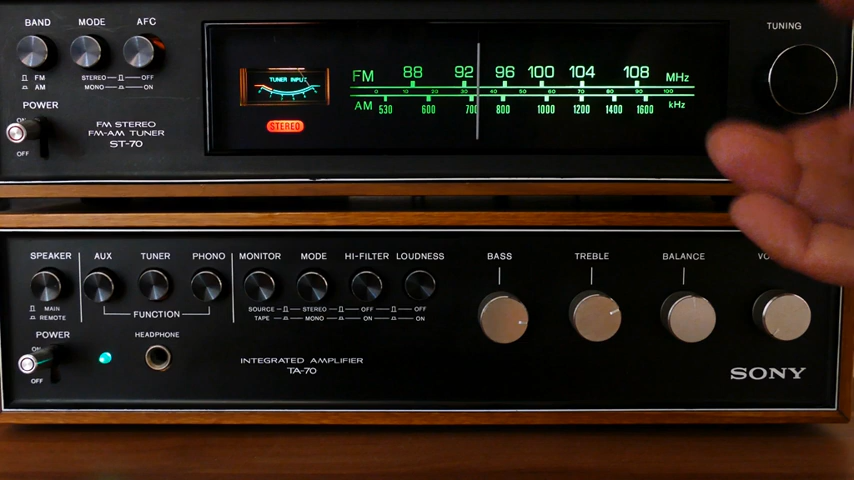 BAND MODE AFC TUNING
TUNER INPUT
FM 88 92 96 100 104 108 MHz
0 10 20 30 40 50 60 70 80 90 100
AM 530 600 700 800 1000 1200 1400 1600 kHz
STEREO
FM STEREO OFF
AM MONO ON
POWER
ON
OFF
FM STEREO
FM-AM TUNER
ST-70
SPEAKER AUX TUNER PHONO MONITOR MODE HI-FILTER LOUDNESS BASS TREBLE BALANCE
MAIN SOURCE STEREO OFF OFF
REMOTE TAPE MONO ON ON
FUNCTION
POWER
ON
OFF
HEADPHONE
INTEGRATED AMPLIFIER
TA-70
SONY